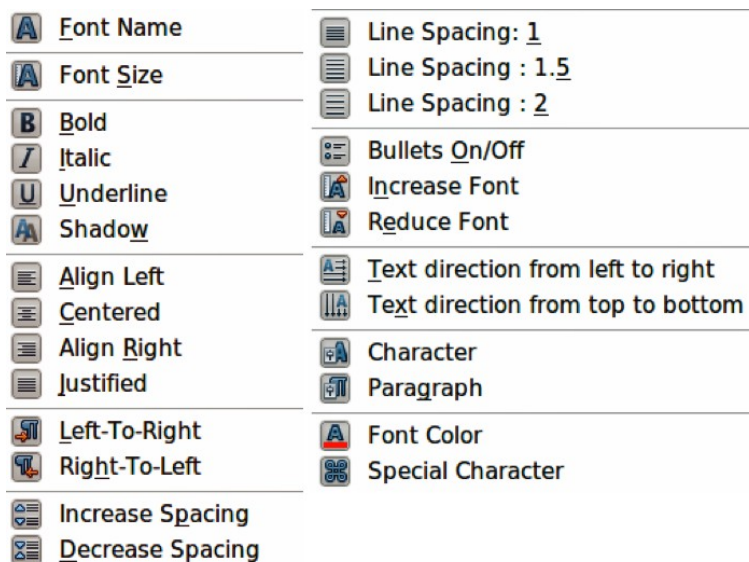 Font Name
Font Size
Bold
Italic
Underline
Shadow
Align Left
Centered
Align Right
Justified
Left-To-Right
Right-To-Left
Increase Spacing
Decrease Spacing
Line Spacing: 1
Line Spacing : 1.5
Line Spacing : 2
Bullets On/Off
Increase Font
Reduce Font
Text direction from left to right
Text direction from top to bottom
Character
Paragraph
Font Color
Special Character